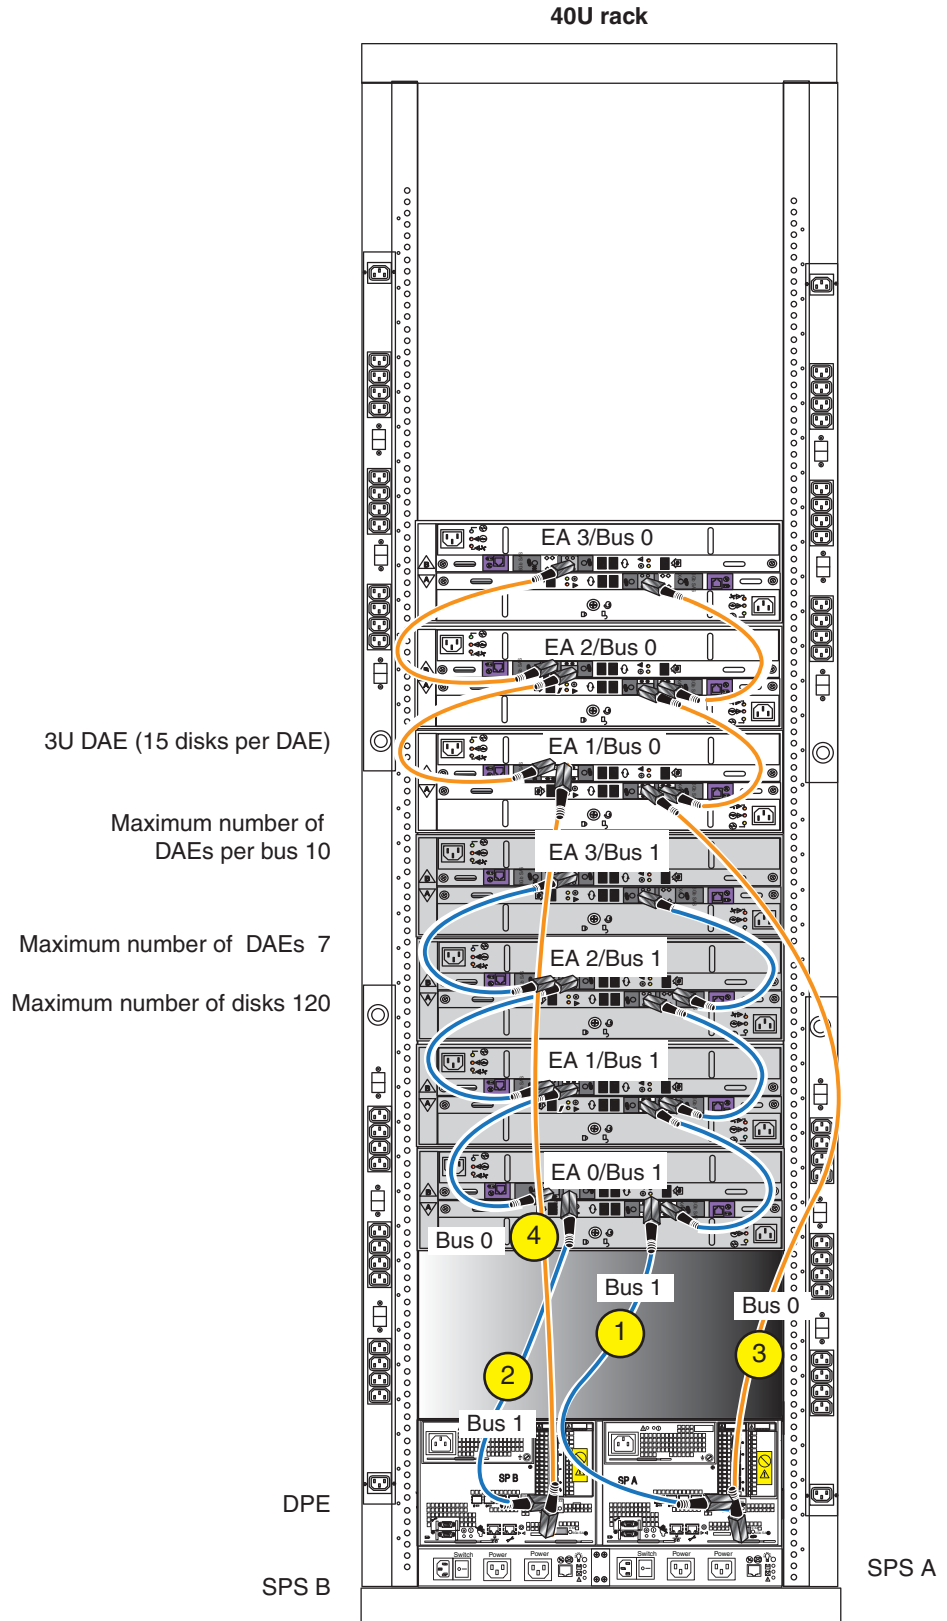 40U rack
EA 3/Bus 0
B
A
EA 2/Bus 0
B
A
3U DAE (15 disks per DAE)
EA 1/Bus 0
B
A
Maximum number of
DAEs per bus 10
EA 3/Bus 1
B
A
Maximum number of DAEs 7
EA 2/Bus 1
B
A
Maximum number of disks 120
EA 1/Bus 1
B
A
EA 0/Bus 1
B
A
Bus 0
4
Bus 1
Bus 0
1
3
2
Bus 1
SP B
SP A
DPE
Switch Power Power
Switch Power Power
SPS A
SPS B